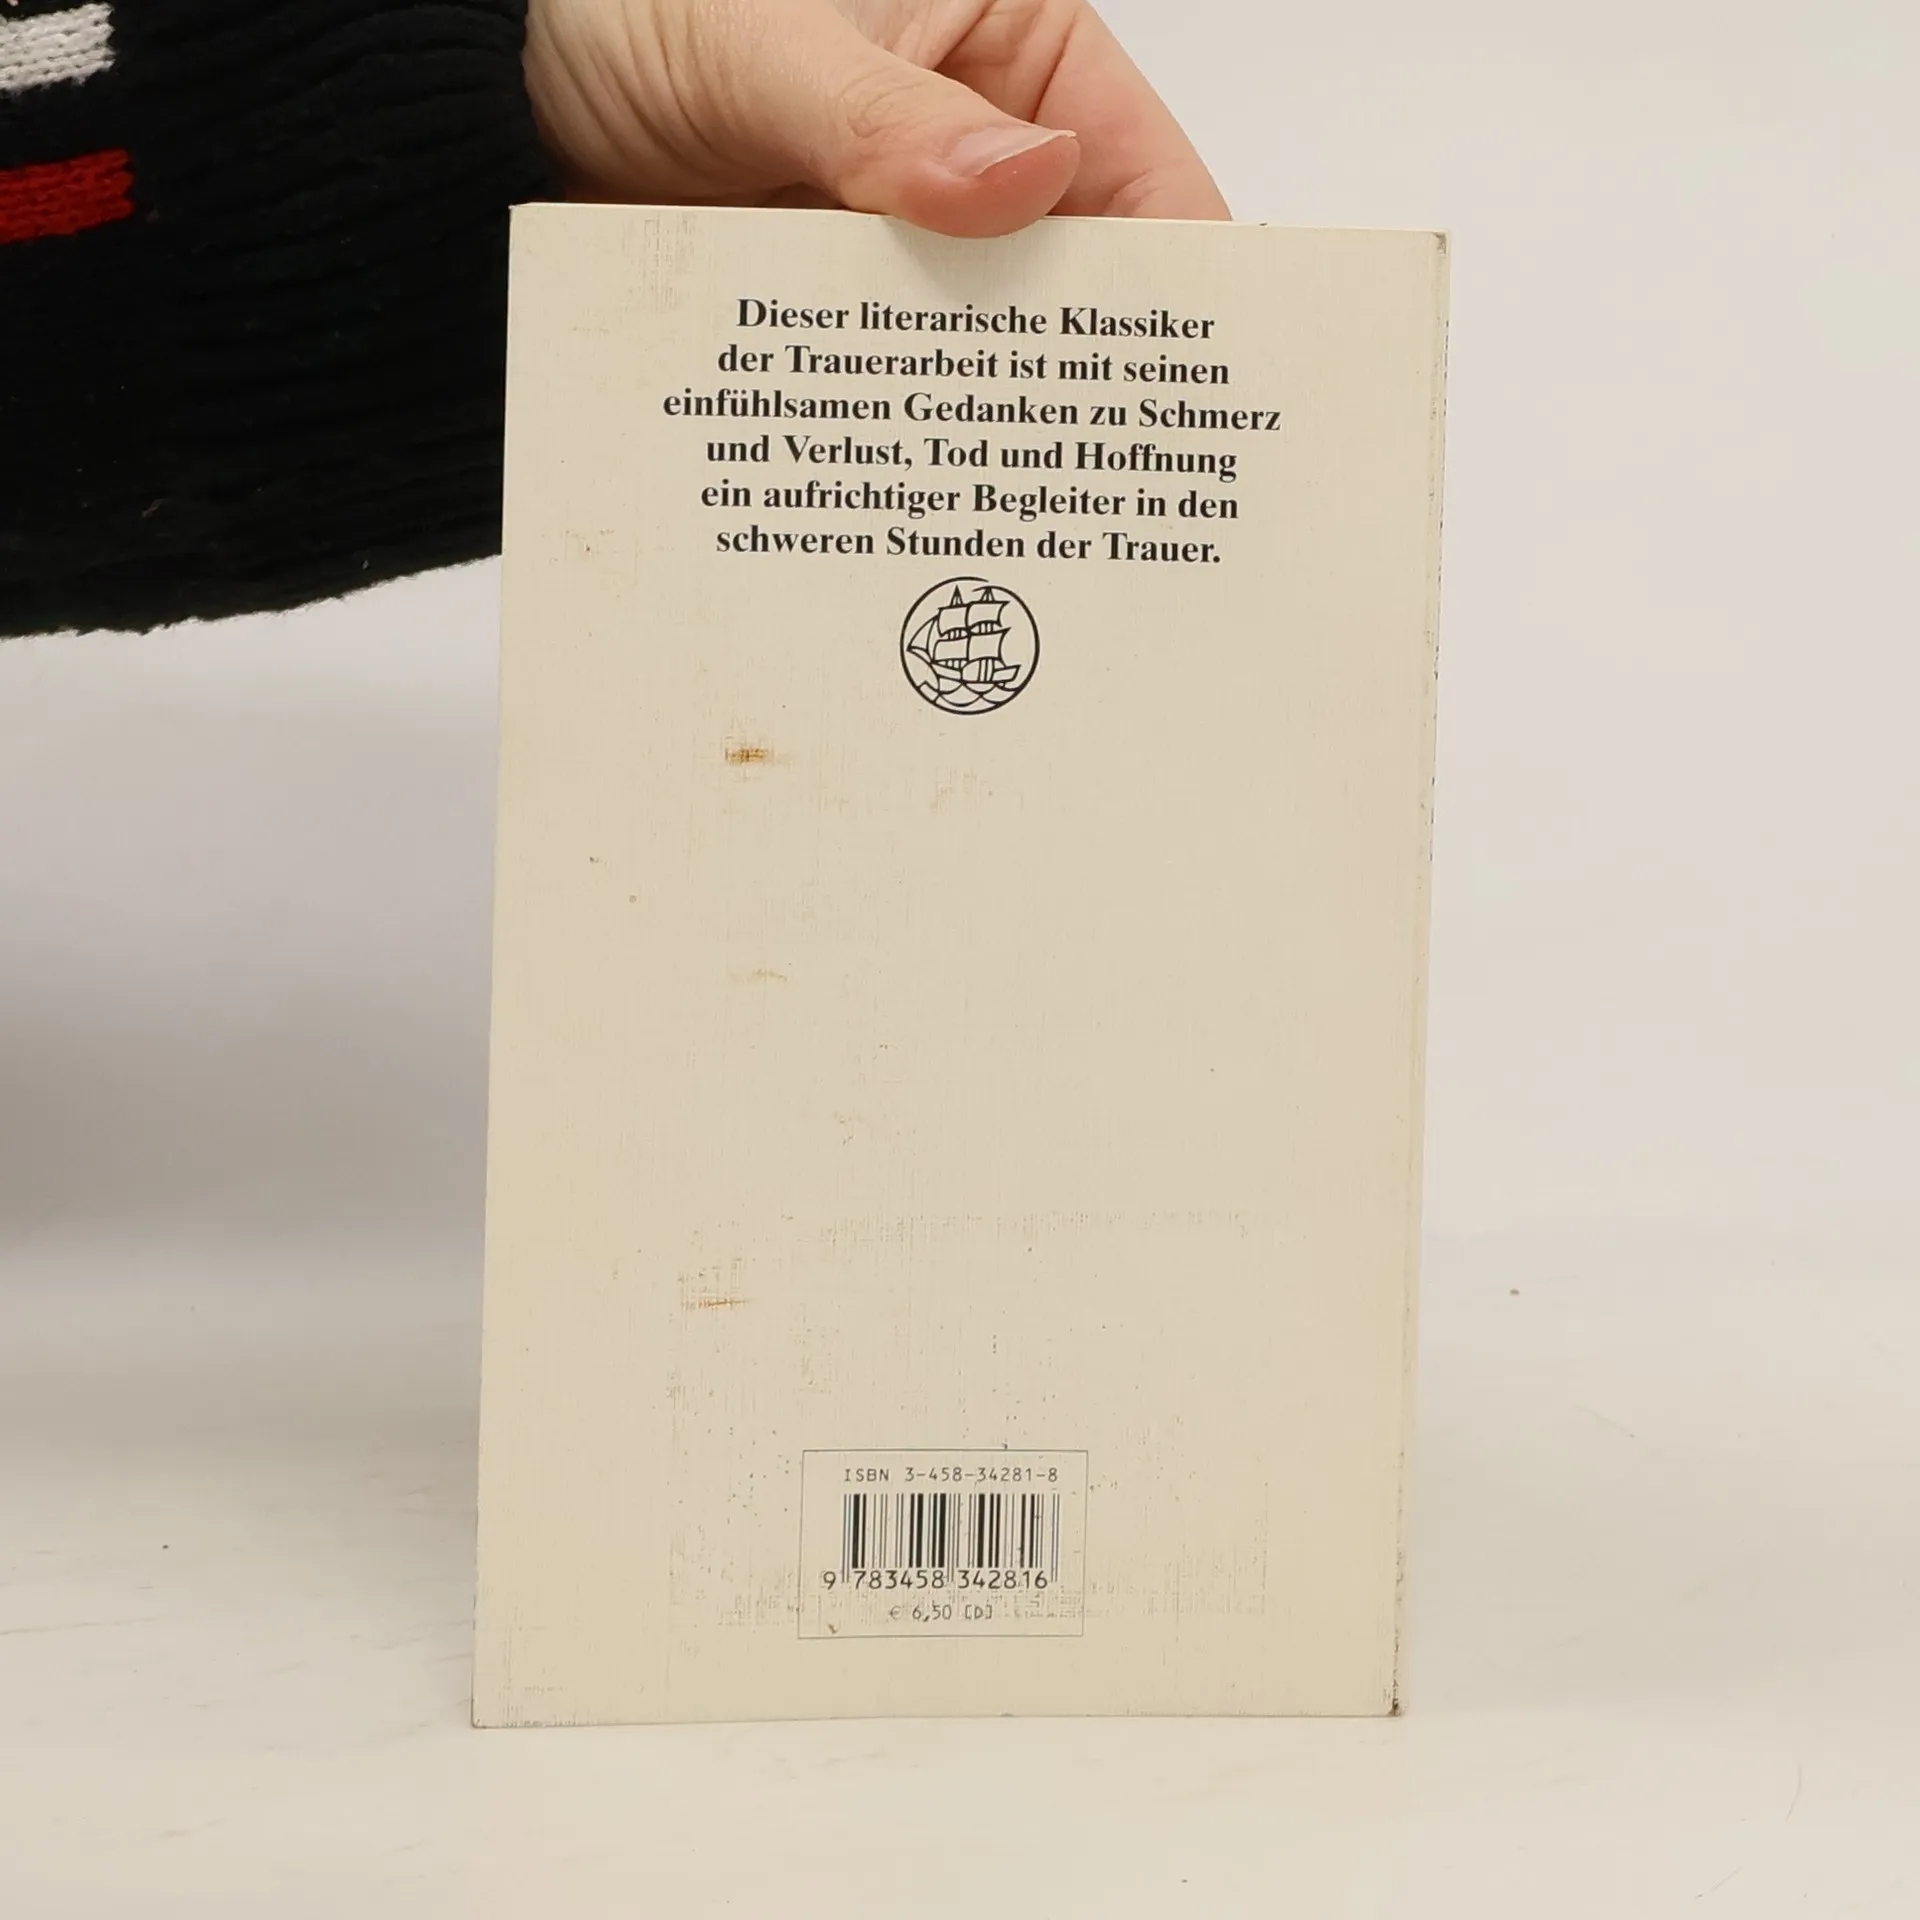 Dieser literarische Klassiker
der Trauerarbeit ist mit seinen
einfühlsamen Gedanken zu Schmerz
und Verlust, Tod und Hoffnung
ein aufrichtiger Begleiter in den
schweren Stunden der Trauer.
ISBN 3-458-34281-8
9 783458 342816
€ 6,50 [D]